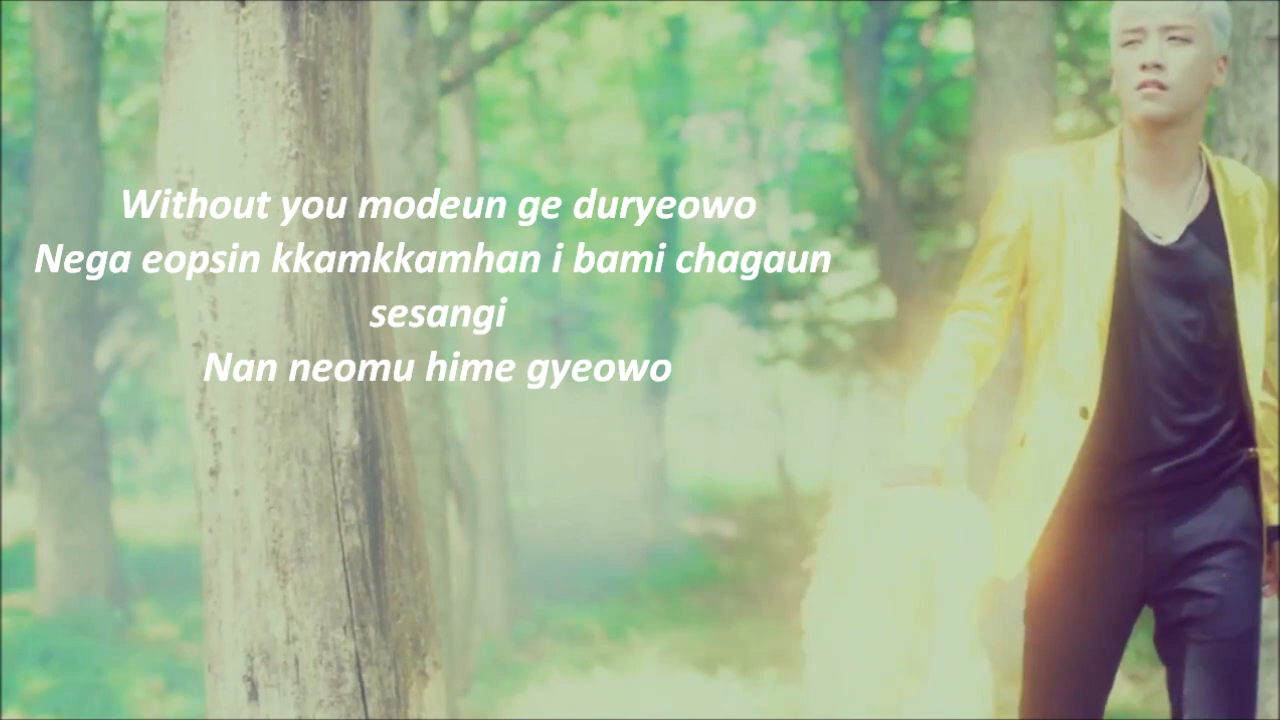 Without you modeun ge duryeowo
Nega eopsin kkamkkamhan i bami chagaun
sesangi
Nan neomu hime gyeowo